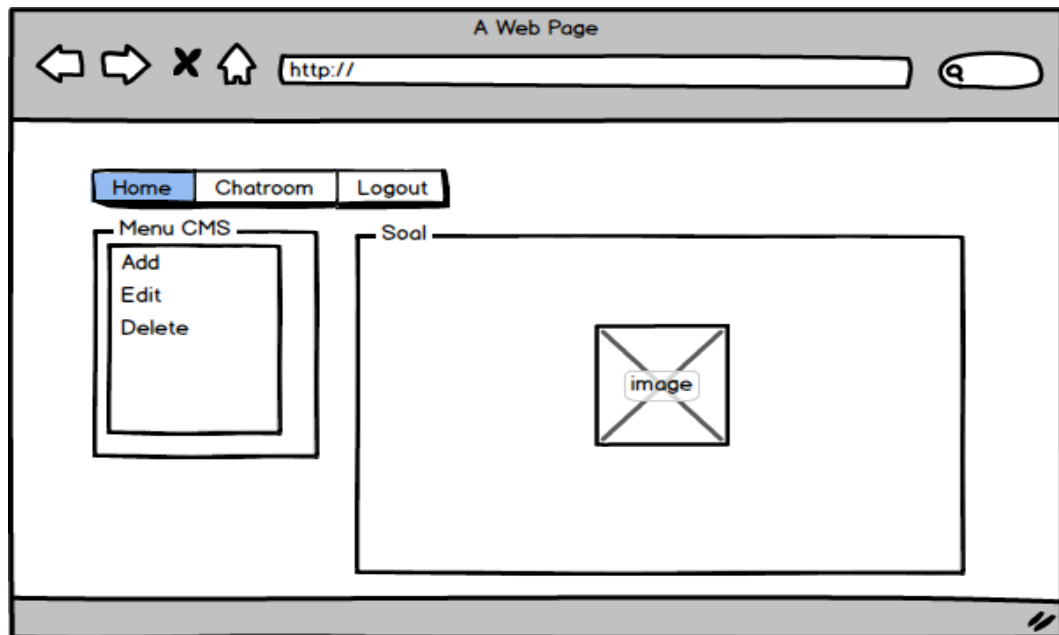 A Web Page
http://
Home Chatroom Logout
Menu CMS
Add
Edit
Delete
Soal
image